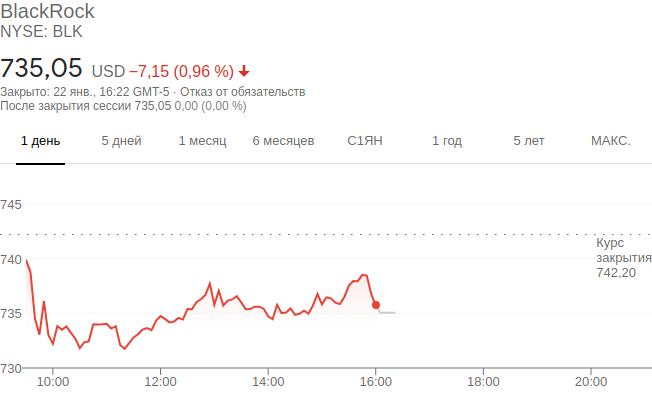 BlackRock
NYSE: BLK
735,05 USD −7,15 (0,96 %)
Закрыто: 22 янв., 16:22 GMT-5 · Отказ от обязательств
После закрытия сессии 735,05 0,00 (0,00 %)
1 день 5 дней 1 месяц 6 месяцев С1ЯН 1 год 5 лет МАКС.
745
Курс
закрытия
742,20
740
735
730
10:00 12:00 14:00 16:00 18:00 20:00